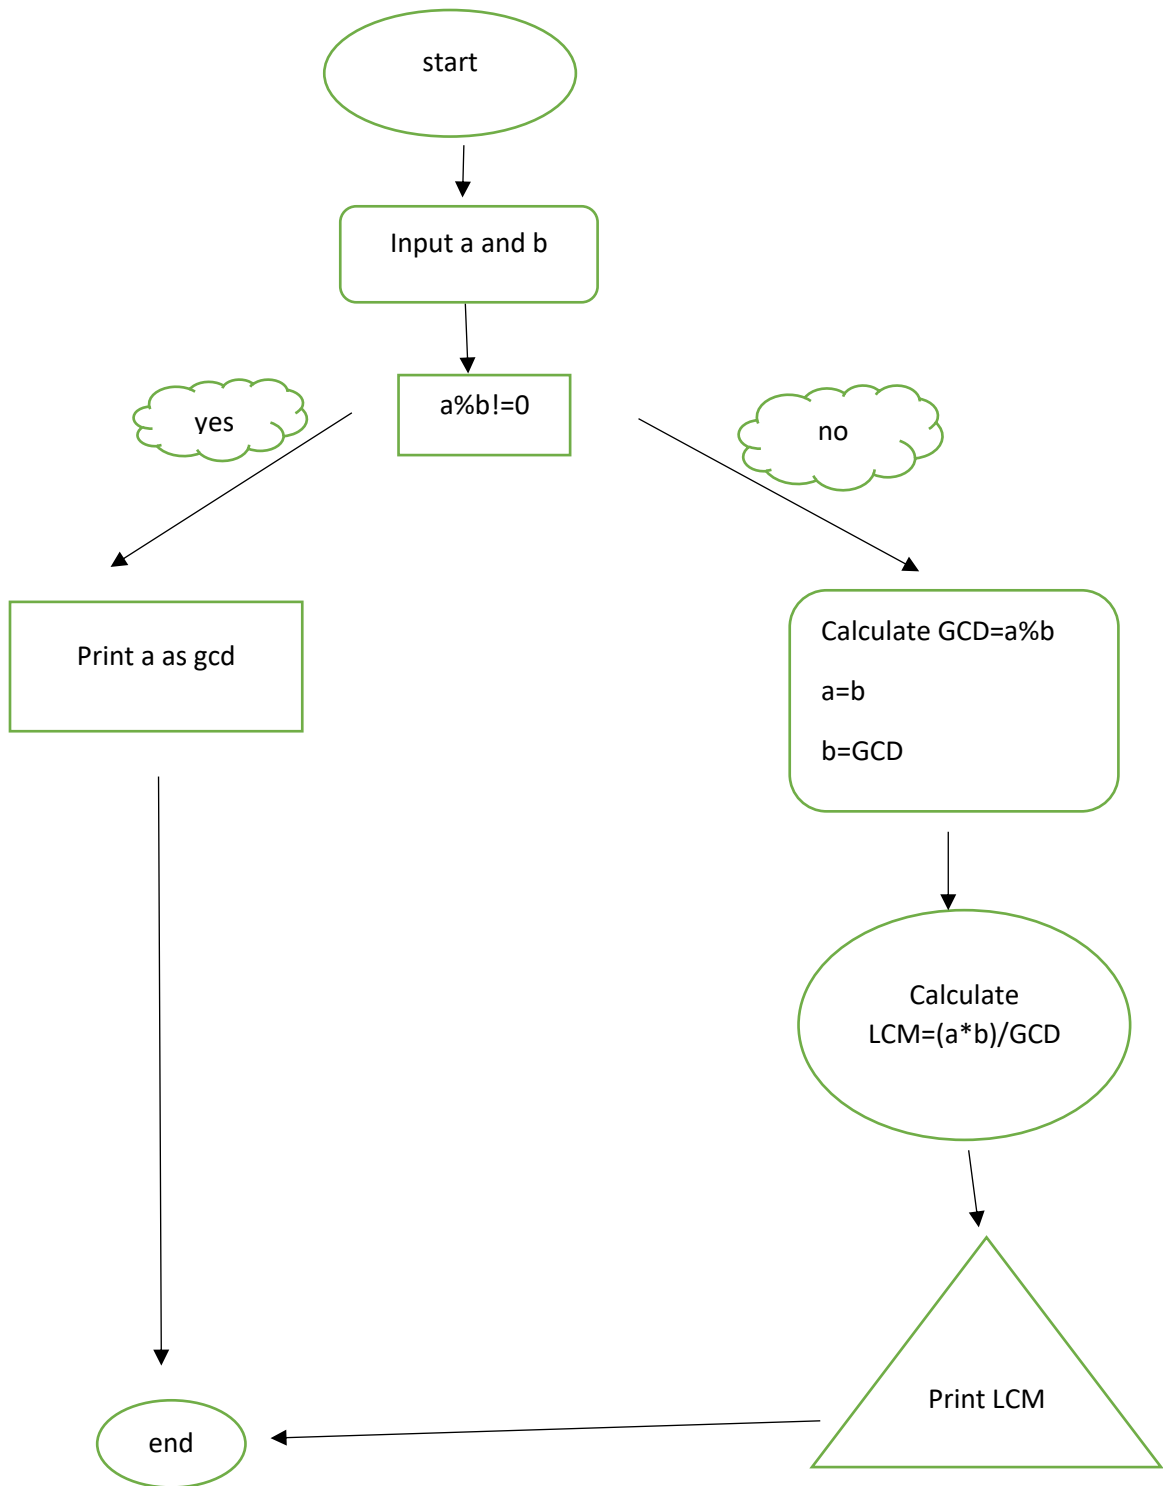 start
Input a and b
a%b!=0
yes
no
Print a as gcd
Calculate GCD=a%b
a=b
b=GCD
Calculate
LCM=(a*b)/GCD
Print LCM
end